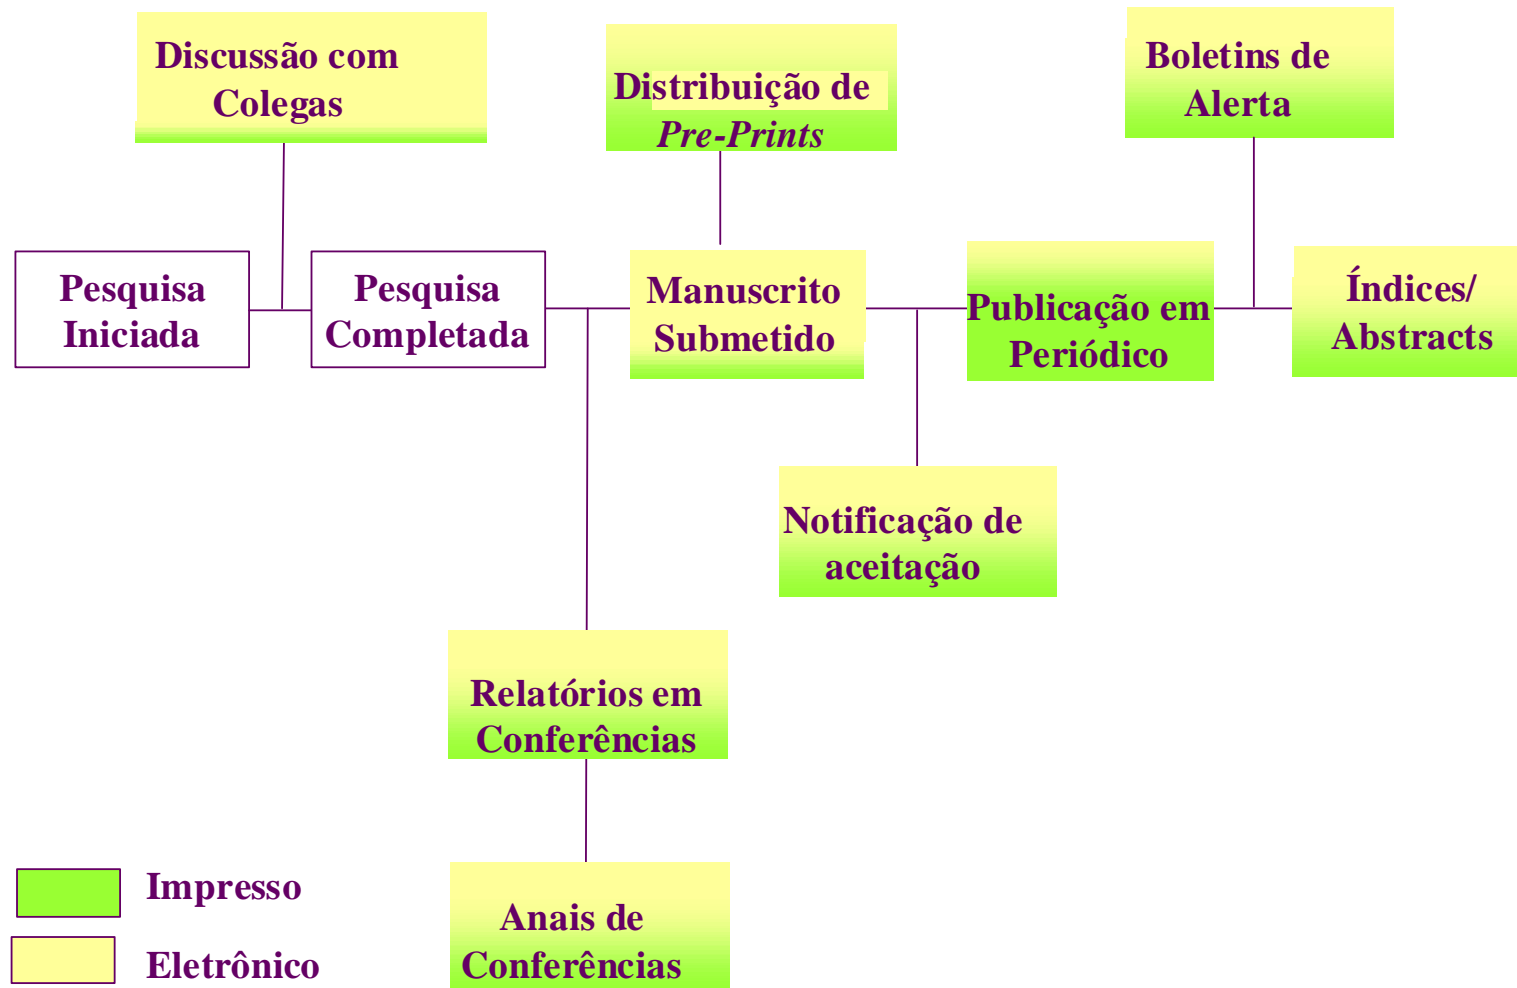 Discussão com
Colegas
Distribuição de
Pre-Prints
Boletins de
Alerta
Pesquisa
Iniciada
Pesquisa
Completada
Manuscrito
Submetido
Publicação em
Periódico
Índices/
Abstracts
Notificação de
aceitação
Relatórios em
Conferências
Anais de
Conferências
Impresso
Eletrônico